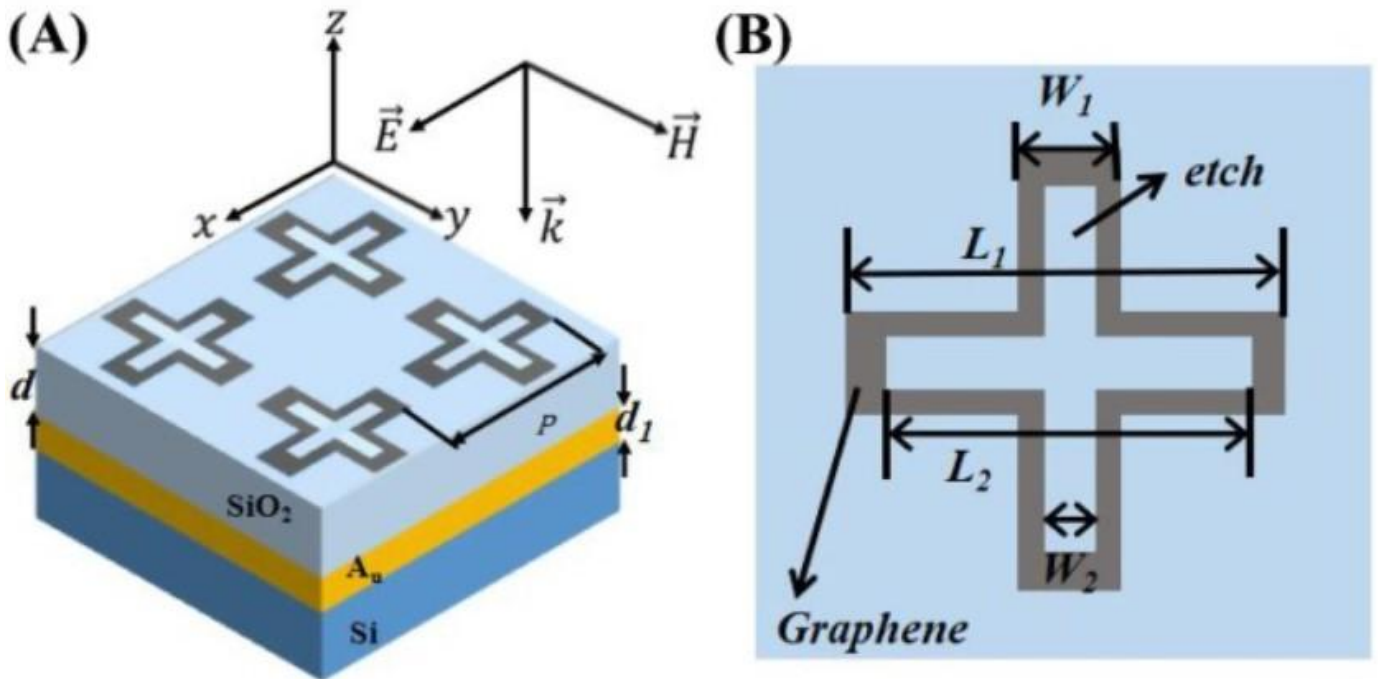 (A)
z
E⃗
H⃗
k⃗
x
y
d
P
d₁
SiO₂
Aᵤ
Si
(B)
W₁
etch
L₁
L₂
W₂
Graphene